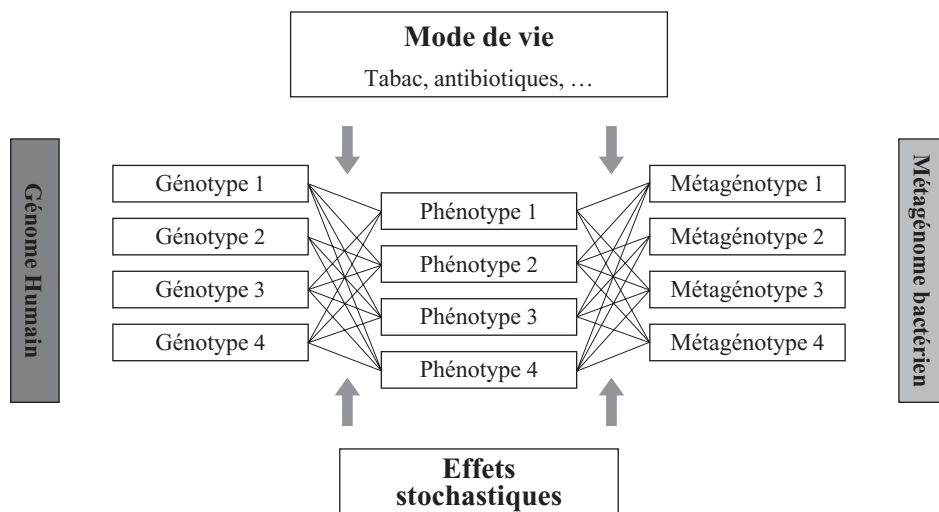 Mode de vie
Tabac, antibiotiques, …
Génome Humain
Génotype 1
Génotype 2
Génotype 3
Génotype 4
Phénotype 1
Phénotype 2
Phénotype 3
Phénotype 4
Métagénotype 1
Métagénotype 2
Métagénotype 3
Métagénotype 4
Métagénome bactérien
Effets
stochastiques